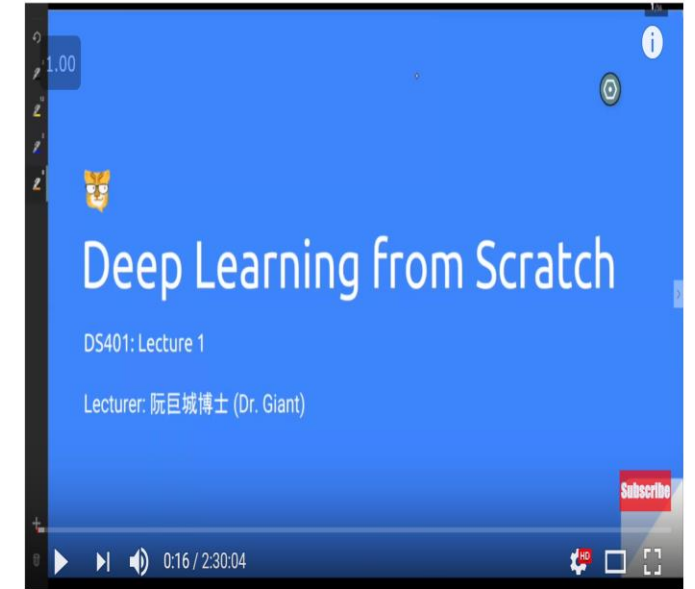 1.00
Deep Learning from Scratch
DS401: Lecture 1
Lecturer: 阮巨城博士 (Dr. Giant)
Subscribe
0:16 / 2:30:04
HD